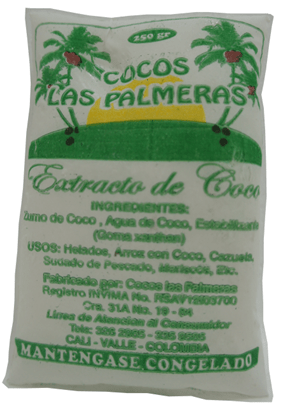 250 gr
COCOS
LAS PALMERAS
Extracto de Coco
INGREDIENTES:
Zumo de Coco, Agua de Coco, Estabilizante
(Goma xanthan)
USOS: Helados, Arroz con Coco, Cazuela,
Sudado de Pescado, Mariscos, Etc.
Fabricado por: Cocos las Palmeras
Registro INVIMA No.
Cra. 31A No. 19 - 84
Linea de Atención al Consumidor
Tels:
CALI - VALLE - COLOMBIA
MANTENGASE CONGELADO